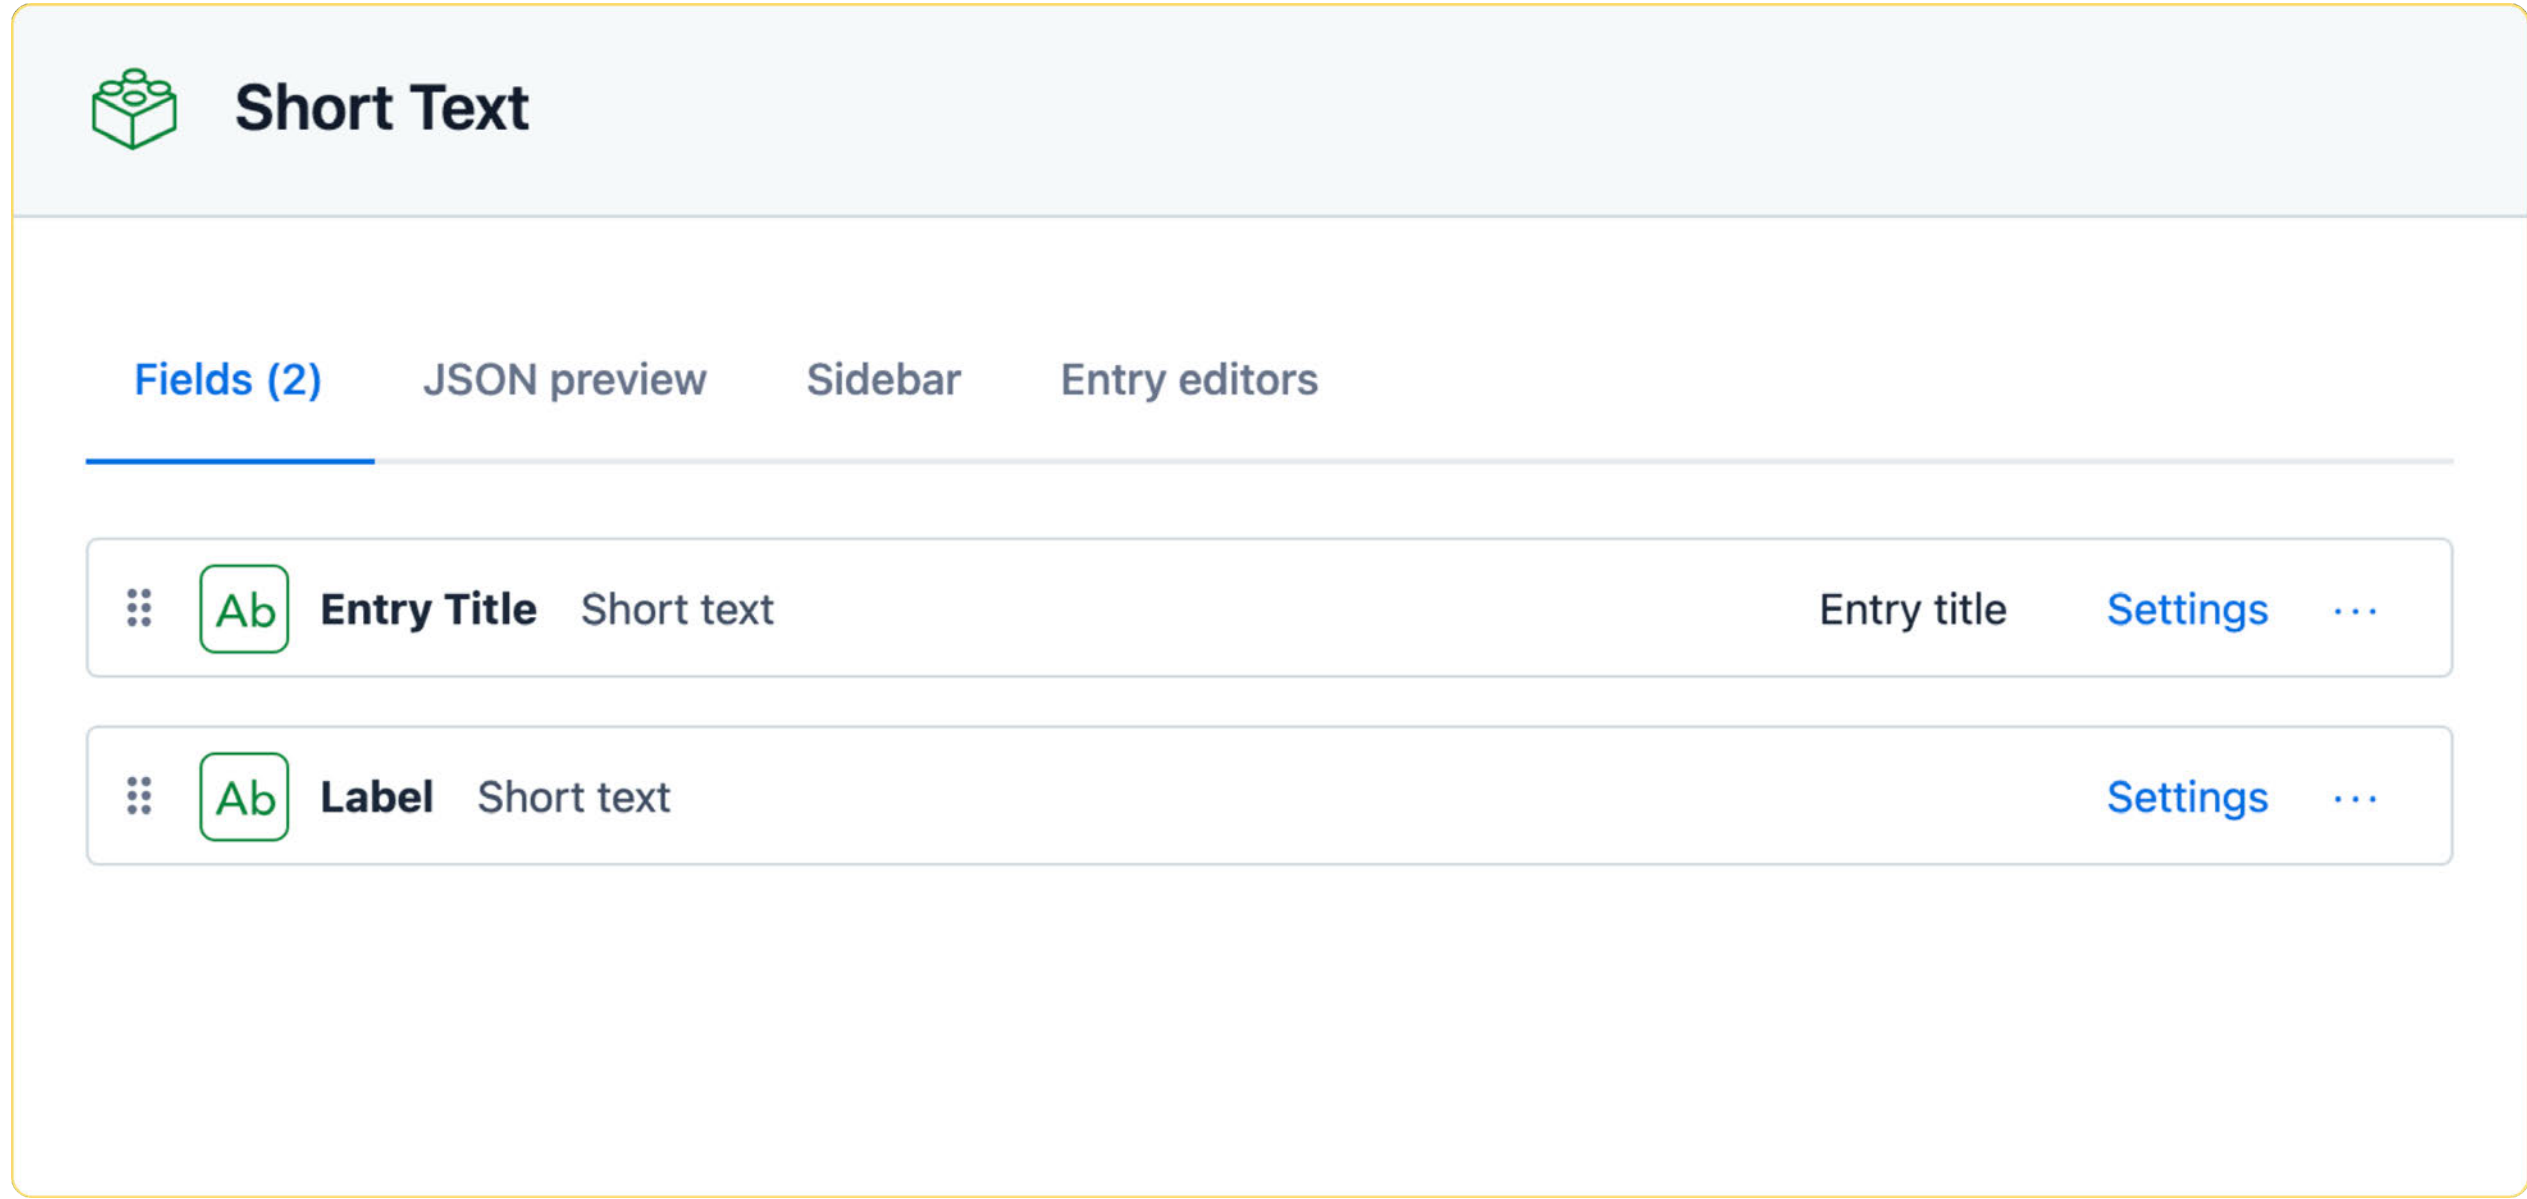 Short Text
Fields (2) JSON preview Sidebar Entry editors
Ab Entry Title Short text Entry title Settings ...
Ab Label Short text Settings ...